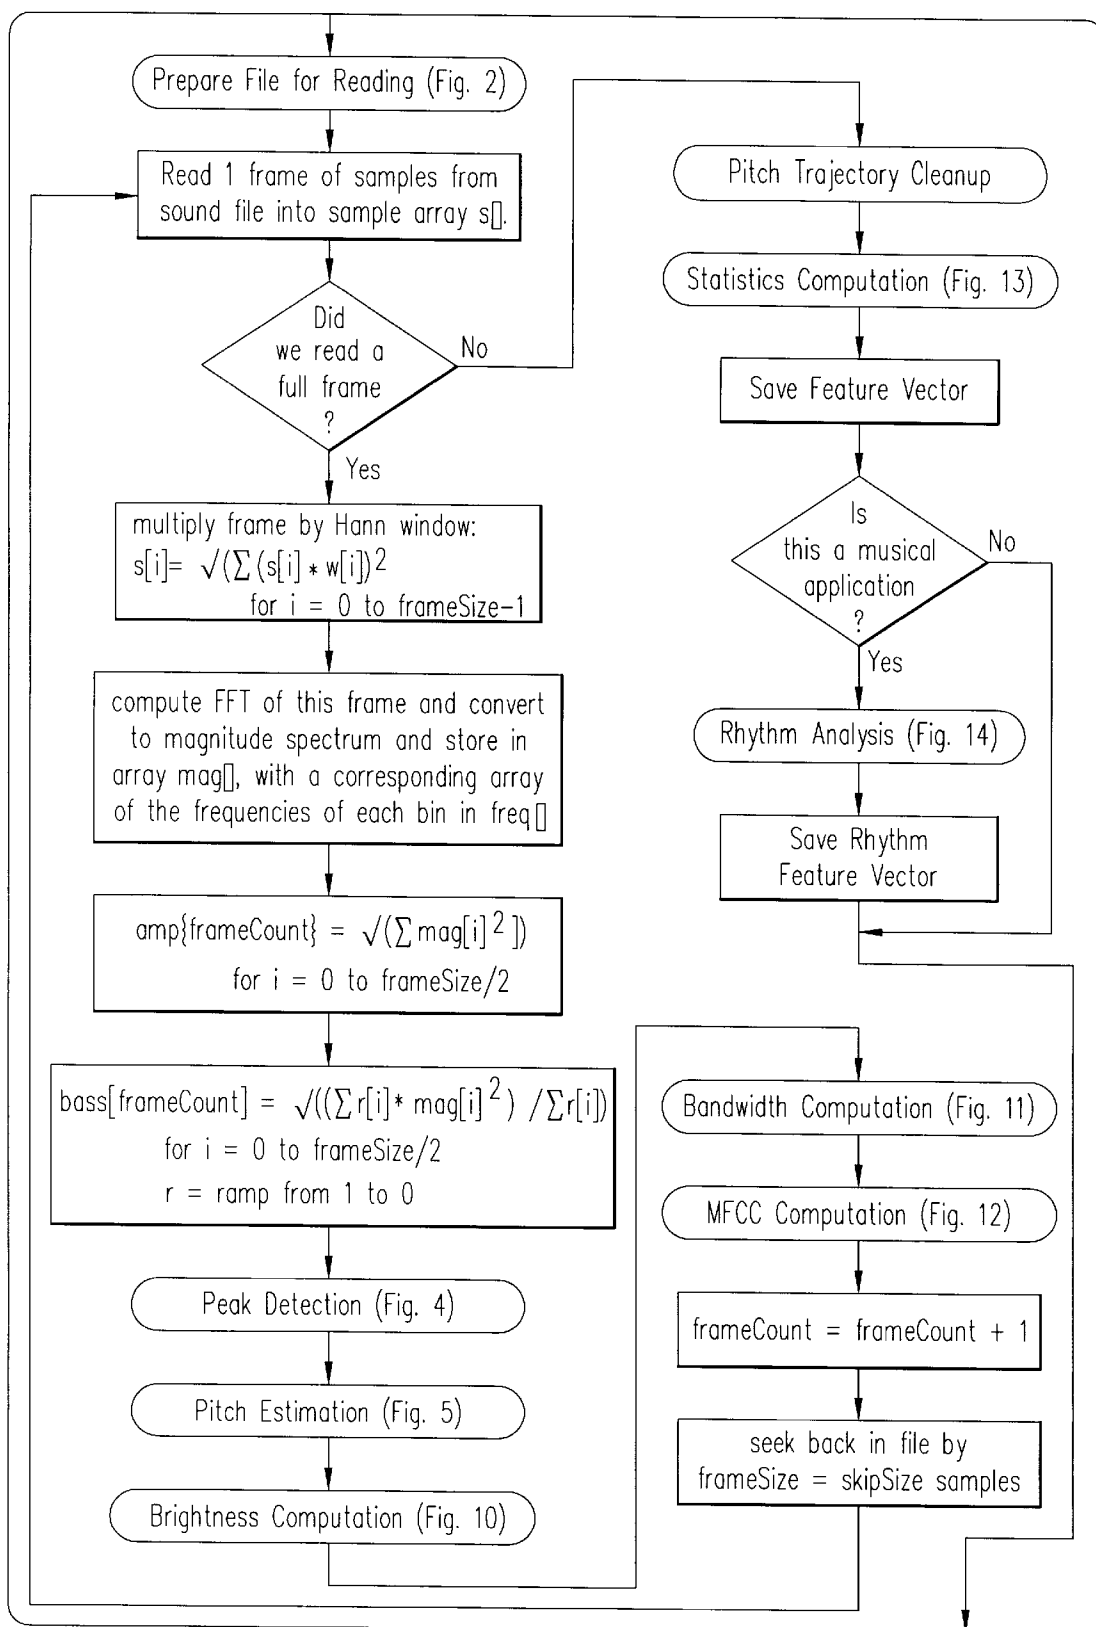 Prepare File for Reading (Fig. 2)
Read 1 frame of samples from
sound file into sample array s[].
Did
we read a
full frame
?
No
Yes
multiply frame by Hann window:
s[i]= √(∑ (s[i] * w[i])²
for i = 0 to frameSize-1
compute FFT of this frame and convert
to magnitude spectrum and store in
array mag[], with a corresponding array
of the frequencies of each bin in freq []
amp{frameCount} = √(∑ mag[i] ² ])
for i = 0 to frameSize/2
bass[frameCount] = √((∑ r[i]* mag[i] ² ) /∑r[i])
for i = 0 to frameSize/2
r = ramp from 1 to 0
Peak Detection (Fig. 4)
Pitch Estimation (Fig. 5)
Brightness Computation (Fig. 10)
Pitch Trajectory Cleanup
Statistics Computation (Fig. 13)
Save Feature Vector
Is
this a musical
application
?
No
Yes
Rhythm Analysis (Fig. 14)
Save Rhythm
Feature Vector
Bandwidth Computation (Fig. 11)
MFCC Computation (Fig. 12)
frameCount = frameCount + 1
seek back in file by
frameSize = skipSize samples